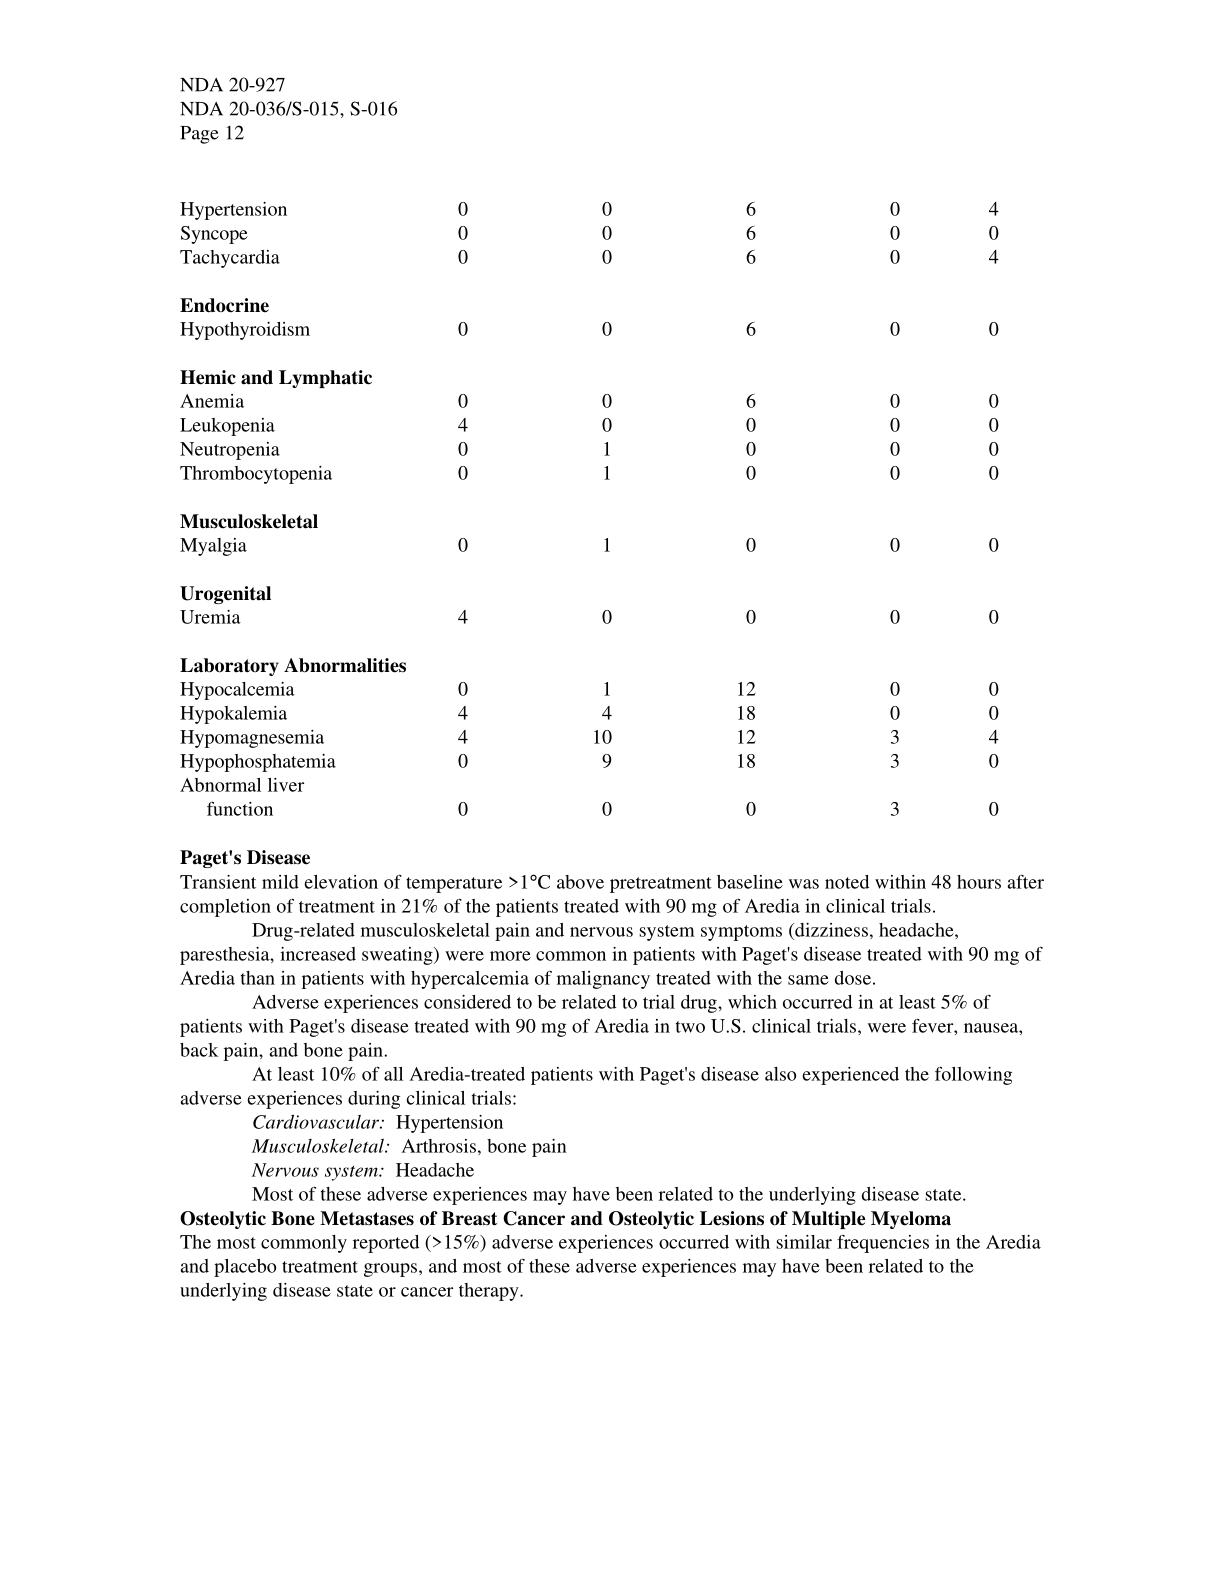 NDA 20-927
NDA 20-036/S-015, S-016
Page 12
Hypertension 0 0 6 0 4
Syncope 0 0 6 0 0
Tachycardia 0 0 6 0 4
Endocrine
Hypothyroidism 0 0 6 0 0
Hemic and Lymphatic
Anemia 0 0 6 0 0
Leukopenia 4 0 0 0 0
Neutropenia 0 1 0 0 0
Thrombocytopenia 0 1 0 0 0
Musculoskeletal
Myalgia 0 1 0 0 0
Urogenital
Uremia 4 0 0 0 0
Laboratory Abnormalities
Hypocalcemia 0 1 12 0 0
Hypokalemia 4 4 18 0 0
Hypomagnesemia 4 10 12 3 4
Hypophosphatemia 0 9 18 3 0
Abnormal liver
function 0 0 0 3 0
Paget's Disease
Transient mild elevation of temperature >1°C above pretreatment baseline was noted within 48 hours after
completion of treatment in 21% of the patients treated with 90 mg of Aredia in clinical trials.
Drug-related musculoskeletal pain and nervous system symptoms (dizziness, headache,
paresthesia, increased sweating) were more common in patients with Paget's disease treated with 90 mg of
Aredia than in patients with hypercalcemia of malignancy treated with the same dose.
Adverse experiences considered to be related to trial drug, which occurred in at least 5% of
patients with Paget's disease treated with 90 mg of Aredia in two U.S. clinical trials, were fever, nausea,
back pain, and bone pain.
At least 10% of all Aredia-treated patients with Paget's disease also experienced the following
adverse experiences during clinical trials:
Cardiovascular: Hypertension
Musculoskeletal: Arthrosis, bone pain
Nervous system: Headache
Most of these adverse experiences may have been related to the underlying disease state.
Osteolytic Bone Metastases of Breast Cancer and Osteolytic Lesions of Multiple Myeloma
The most commonly reported (>15%) adverse experiences occurred with similar frequencies in the Aredia
and placebo treatment groups, and most of these adverse experiences may have been related to the
underlying disease state or cancer therapy.